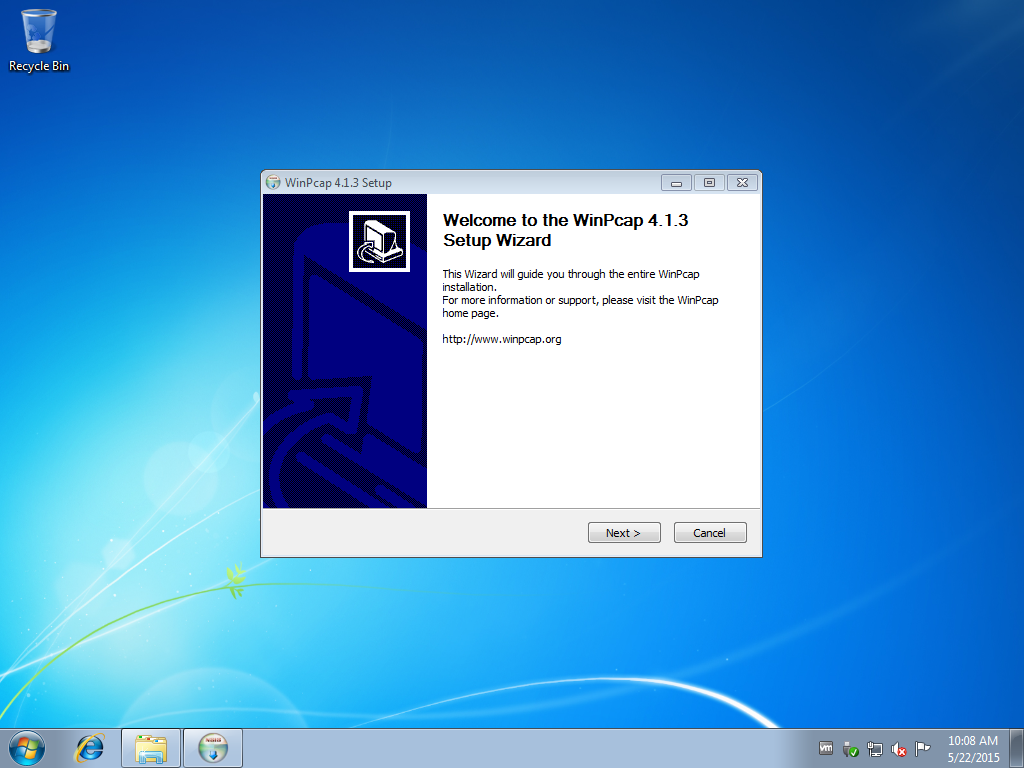 Recycle Bin
WinPcap 4.1.3 Setup
Welcome to the WinPcap 4.1.3
Setup Wizard
This Wizard will guide you through the entire WinPcap
installation.
For more information or support, please visit the WinPcap
home page.
http://www.winpcap.org
Next >
Cancel
vm
10:08 AM
5/22/2015